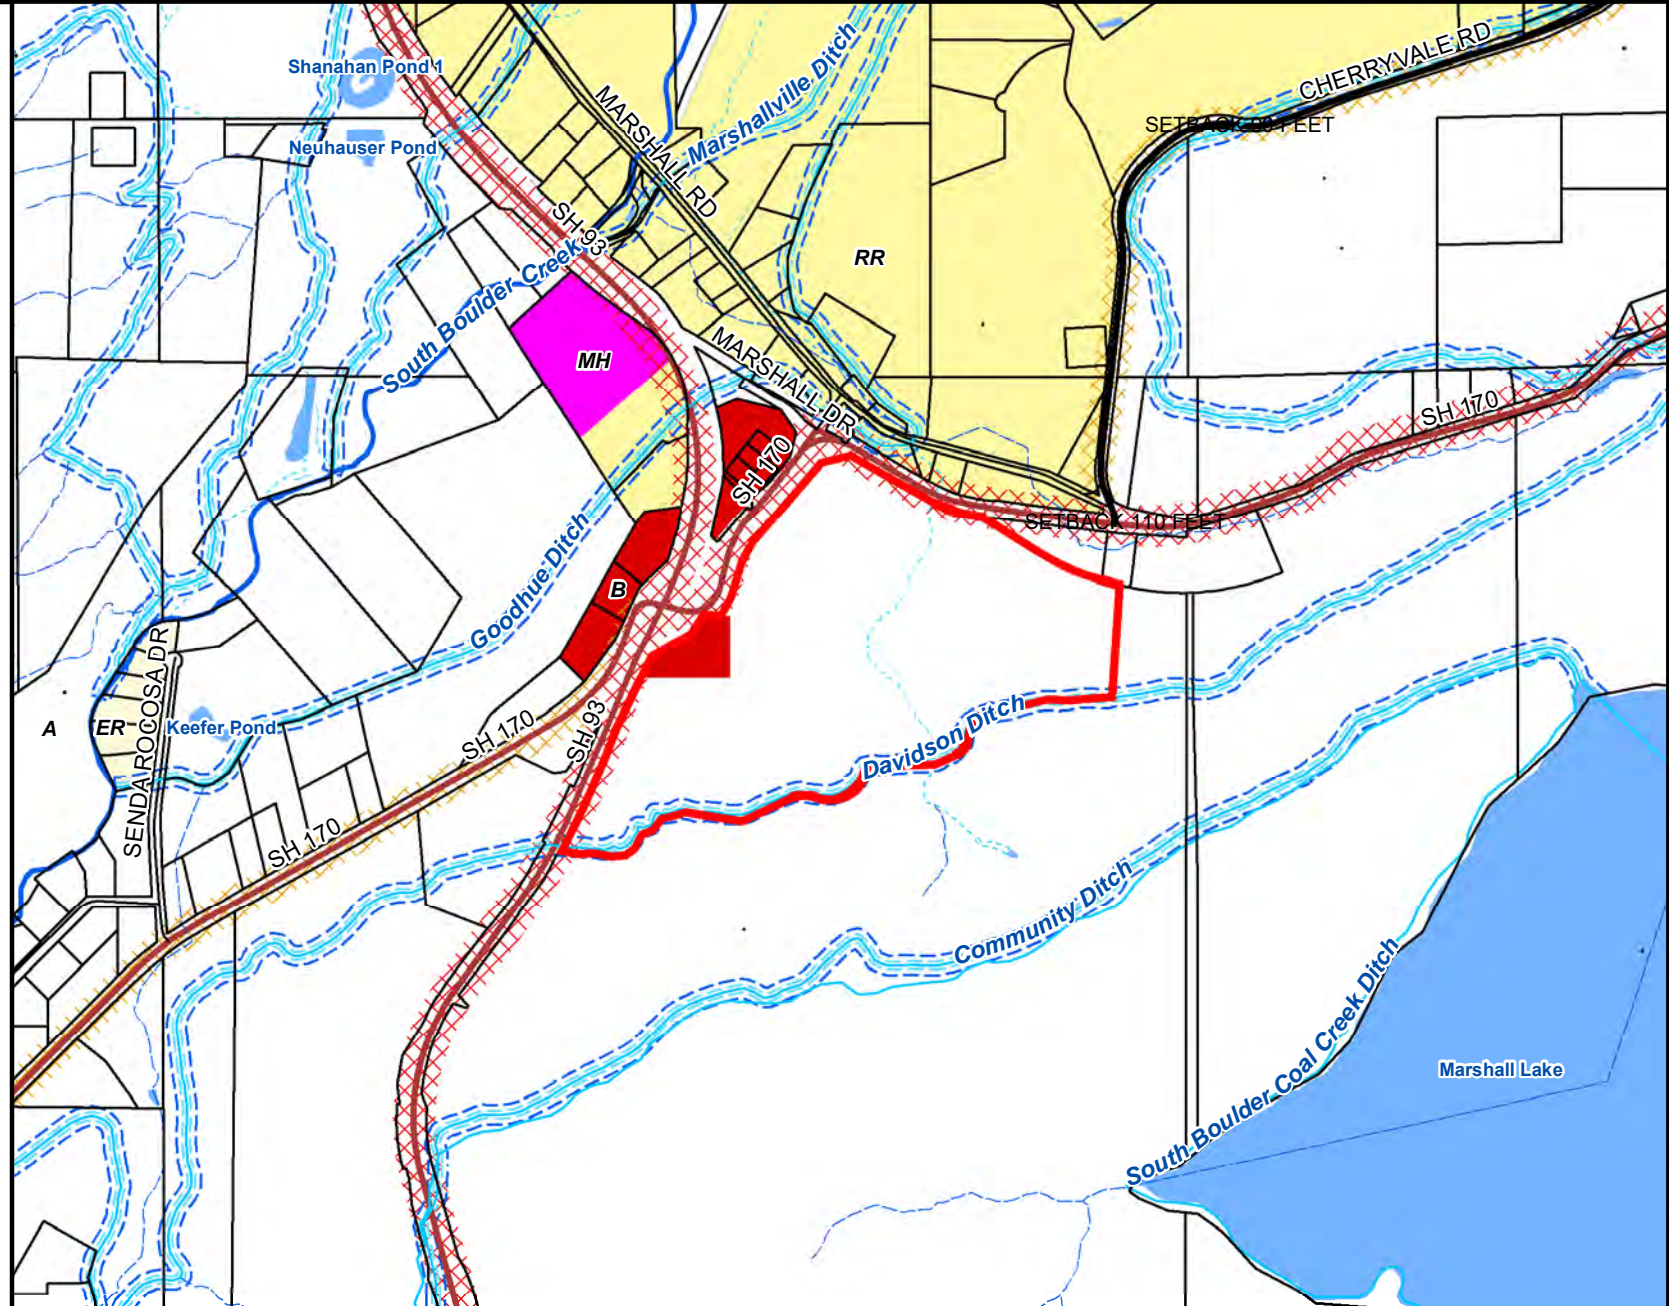 CHERRYVALE RD
Shanahan Pond 1
Marshallville Ditch
MARSHALL RD
SETBACK 60 FEET
Neuhauser Pond
SH 93
RR
South Boulder Creek
MH
MARSHALL DR
SH 170
SH 170
SETBACK 110 FEET
Goodhue Ditch
B
A
ER
SENDA ROCOSA DR
Keefer Pond
SH 170
SH 93
Davidson Ditch
SH 170
Community Ditch
South Boulder Coal Creek Ditch
Marshall Lake